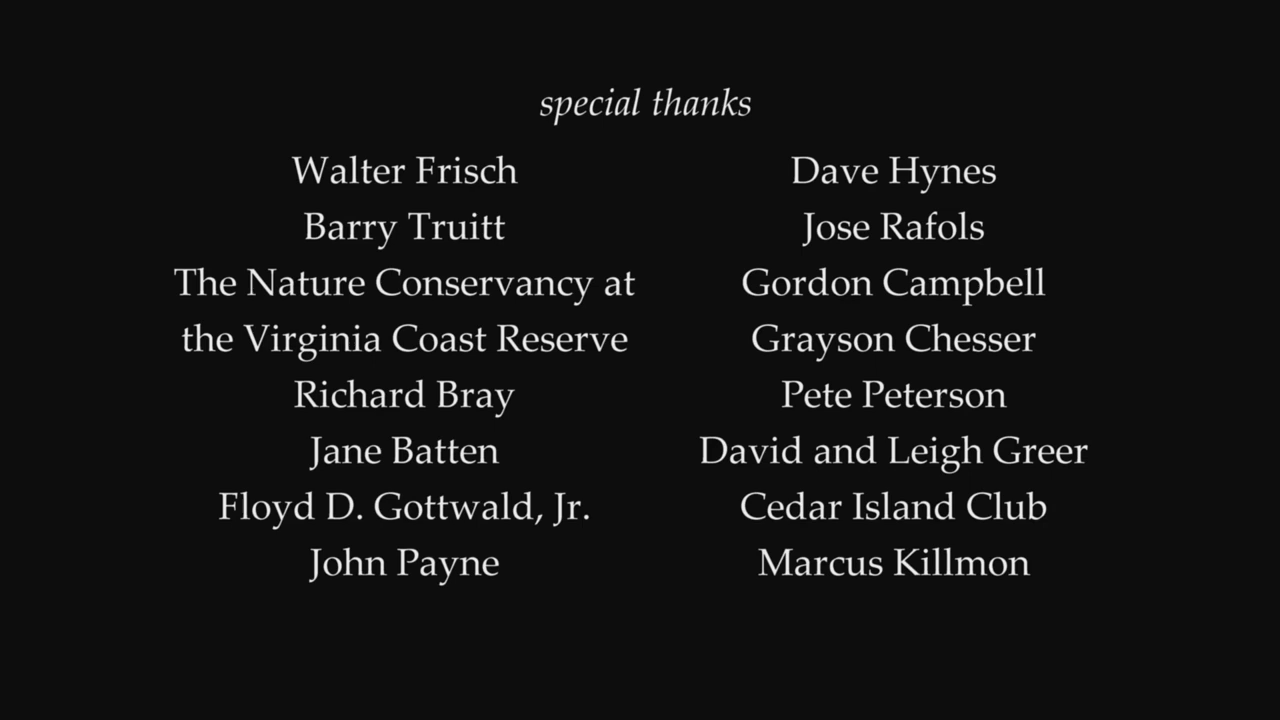 special thanks
Walter Frisch
Barry Truitt
The Nature Conservancy at
the Virginia Coast Reserve
Richard Bray
Jane Batten
Floyd D. Gottwald, Jr.
John Payne
Dave Hynes
Jose Rafols
Gordon Campbell
Grayson Chesser
Pete Peterson
David and Leigh Greer
Cedar Island Club
Marcus Killmon